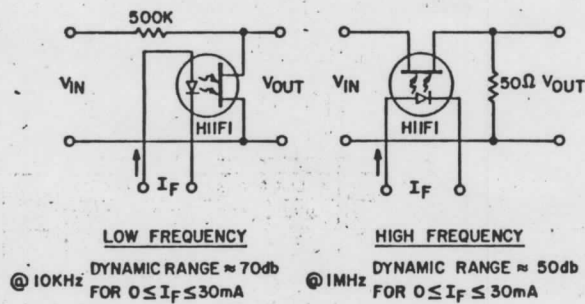 500K
VIN
VOUT
H11F1
IF
LOW FREQUENCY
@ 10KHz DYNAMIC RANGE ≈ 70db
FOR 0 ≤ IF ≤ 30mA
VIN
50Ω VOUT
H11F1
IF
HIGH FREQUENCY
@ 1MHz DYNAMIC RANGE ≈ 50db
FOR 0 ≤ IF ≤ 30mA